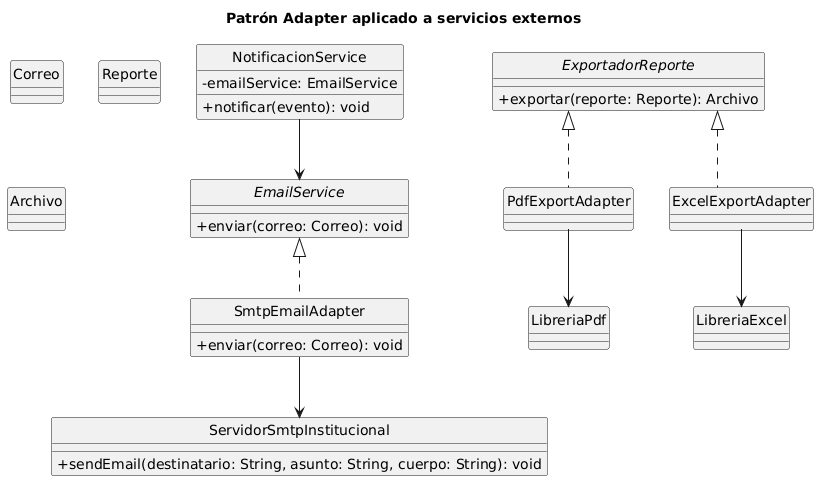 Patrón Adapter aplicado a servicios externos
Correo
Reporte
NotificacionService
-emailService: EmailService
+notificar(evento): void
ExportadorReporte
+exportar(reporte: Reporte): Archivo
Archivo
EmailService
+enviar(correo: Correo): void
PdfExportAdapter
ExcelExportAdapter
SmtpEmailAdapter
+enviar(correo: Correo): void
LibreriaPdf
LibreriaExcel
ServidorSmtpInstitucional
+sendEmail(destinatario: String, asunto: String, cuerpo: String): void